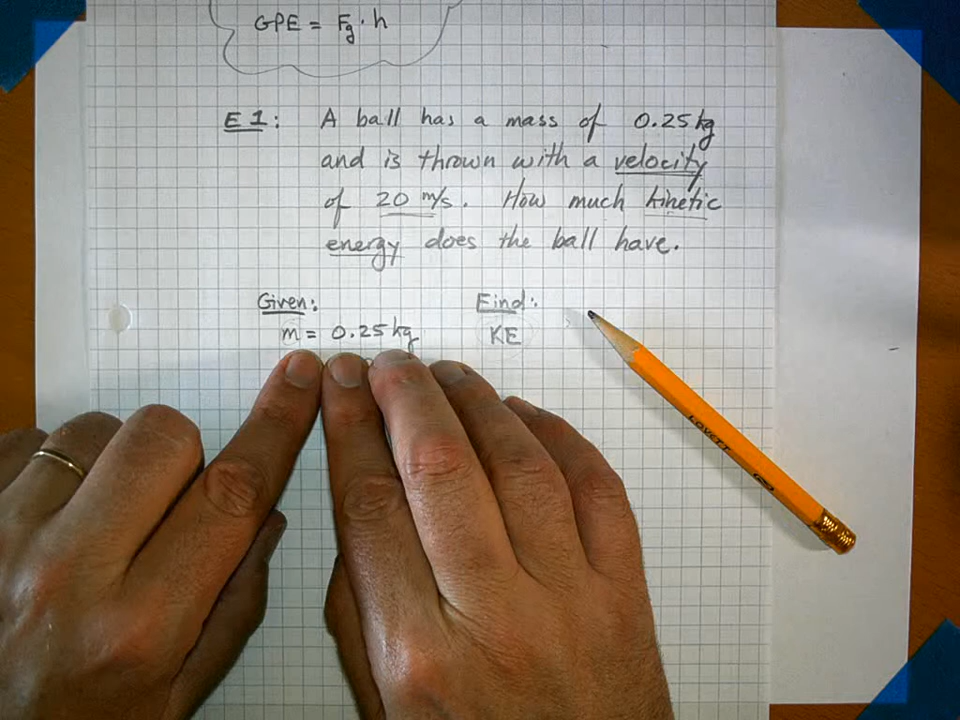 GPE = Fg · h
E1: A ball has a mass of 0.25 kg
and is thrown with a velocity
of 20 m/s. How much kinetic
energy does the ball have.
Given: Find:
m = 0.25 kg KE
LOVETT